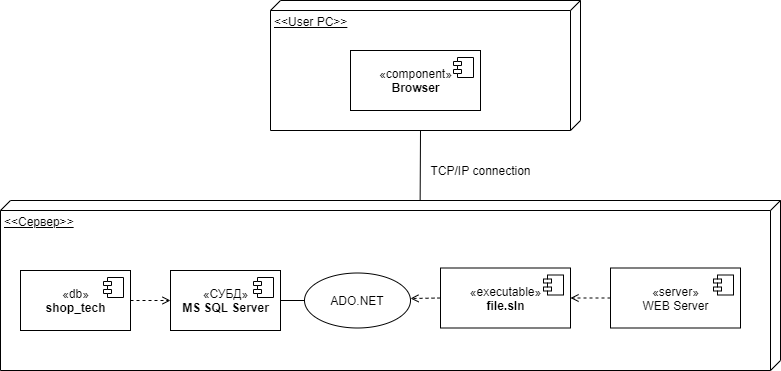 <<User PC>>
«component»
Browser
TCP/IP connection
<<Сервер>>
«db»
shop_tech
«СУБД»
MS SQL Server
ADO.NET
«executable»
file.sln
«server»
WEB Server